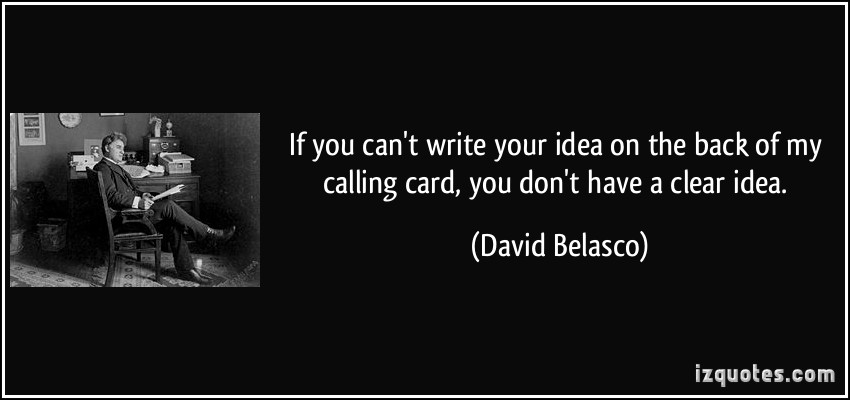 If you can't write your idea on the back of my
calling card, you don't have a clear idea.
(David Belasco)
izquotes.com